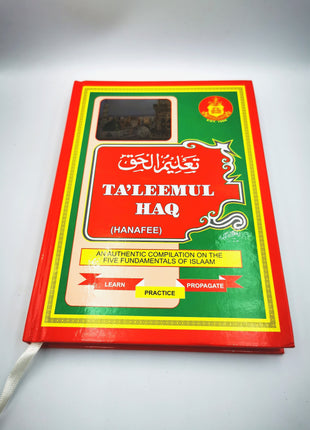 تعليم الحق
TA'LEEMUL
HAQ
(HANAFEE)
AN AUTHENTIC COMPILATION ON THE
FIVE FUNDAMENTALS OF ISLAAM
LEARN
PRACTICE
PROPAGATE